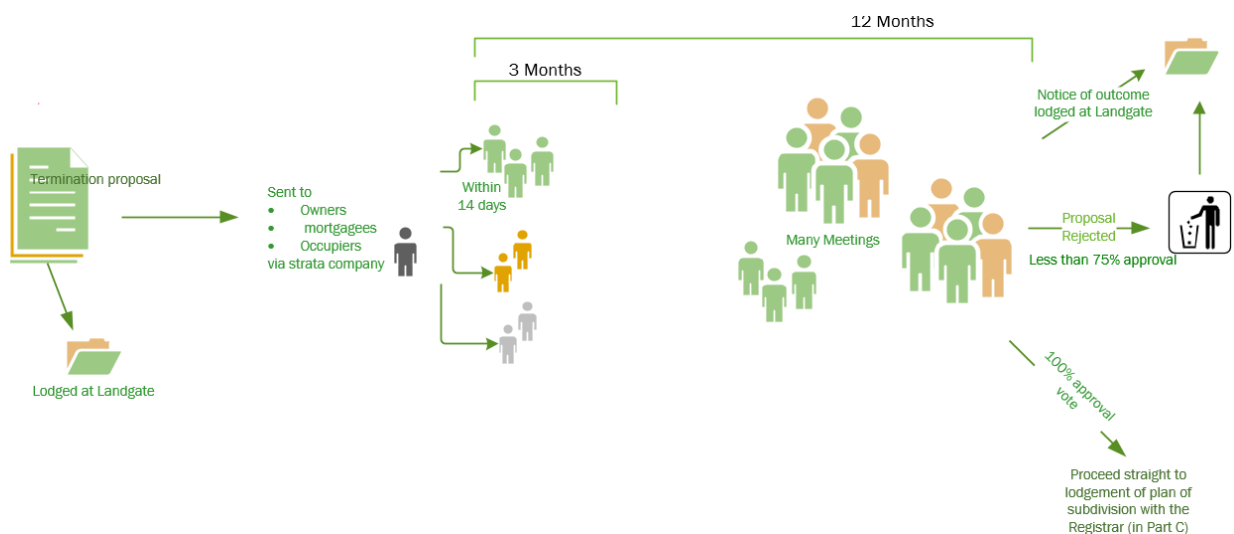 12 Months
3 Months
Termination proposal
Lodged at Landgate
Sent to
• Owners
• mortgagees
• Occupiers
via strata company
Within
14 days
Many Meetings
Notice of outcome
lodged at Landgate
Proposal
Rejected
Less than 75% approval
100% approval
vote
Proceed straight to
lodgement of plan of
subdivision with the
Registrar (in Part C)